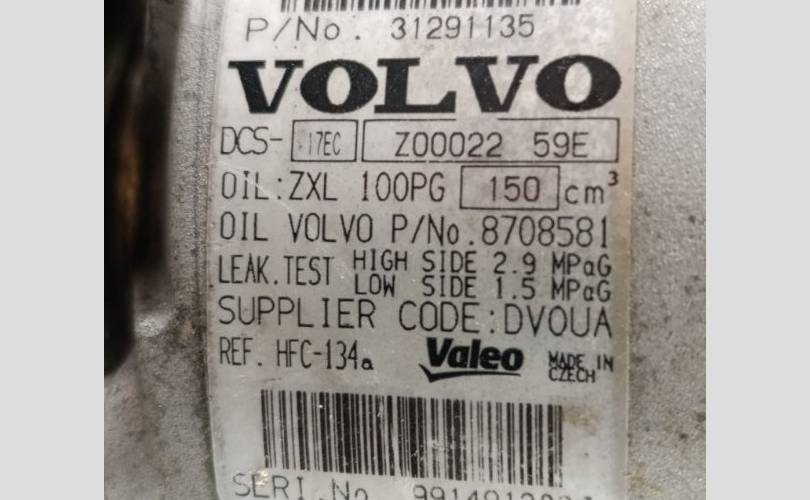 P/No. 31291135
VOLVO
DCS- 17EC Z00022 59E
OIL:ZXL 100PG 150 cm³
OIL VOLVO P/No.8708581
LEAK.TEST HIGH SIDE 2.9 MPaG
LOW SIDE 1.5 MPaG
SUPPLIER CODE:DVOUA
REF. HFC-134a Valeo MADE IN
CZECH
SERI.No.